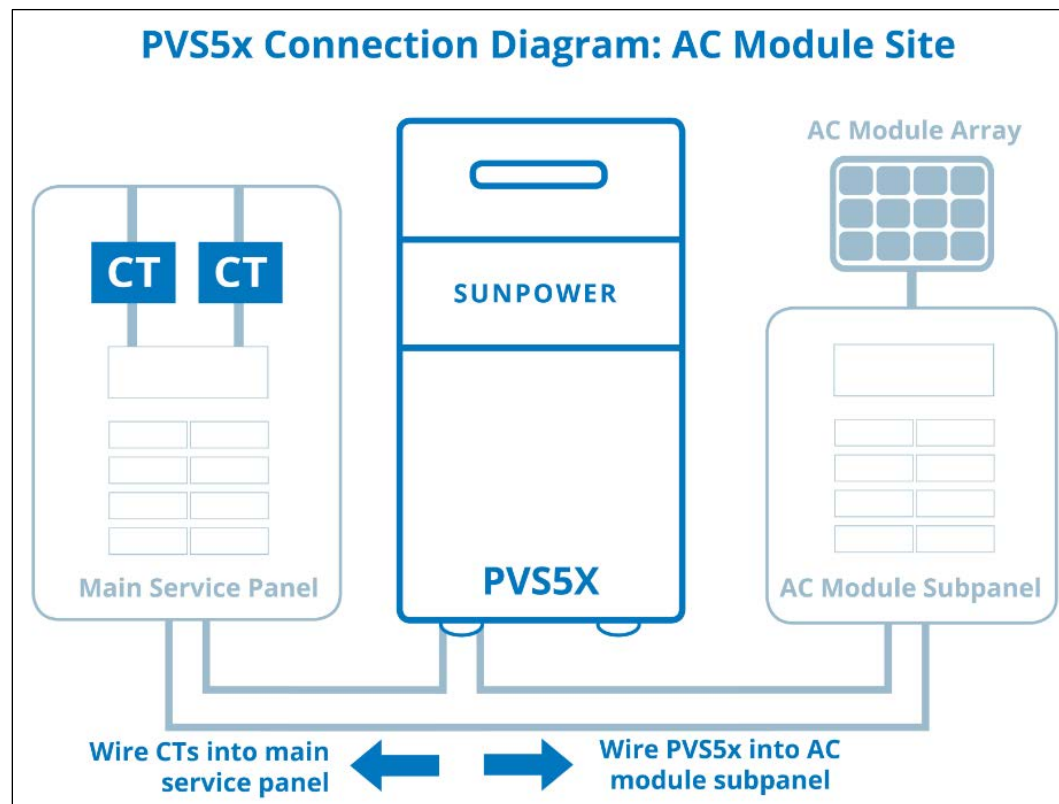 PVS5x Connection Diagram: AC Module Site
AC Module Array
CT CT
SUNPOWER
PVS5X
Main Service Panel
AC Module Subpanel
Wire CTs into main
service panel
Wire PVS5x into AC
module subpanel